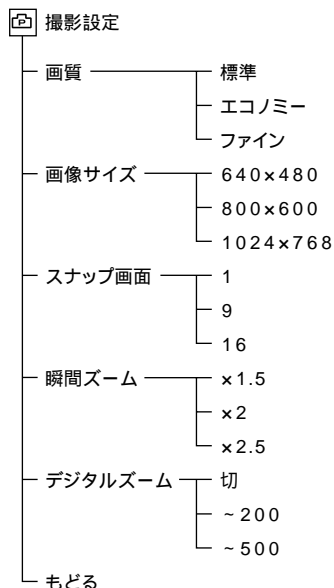 P 撮影設定
画質 標準
エコノミー
ファイン
画像サイズ 640×480
800×600
1024×768
スナップ画面 1
9
16
瞬間ズーム ×1.5
×2
×2.5
デジタルズーム 切
~200
~500
もどる